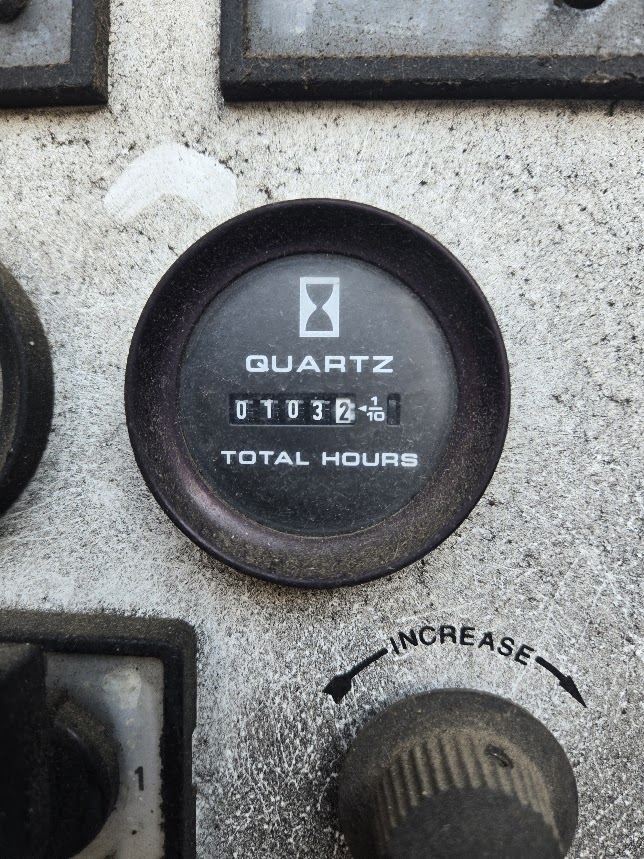 QUARTZ
01032 1/10
TOTAL HOURS
INCREASE
1